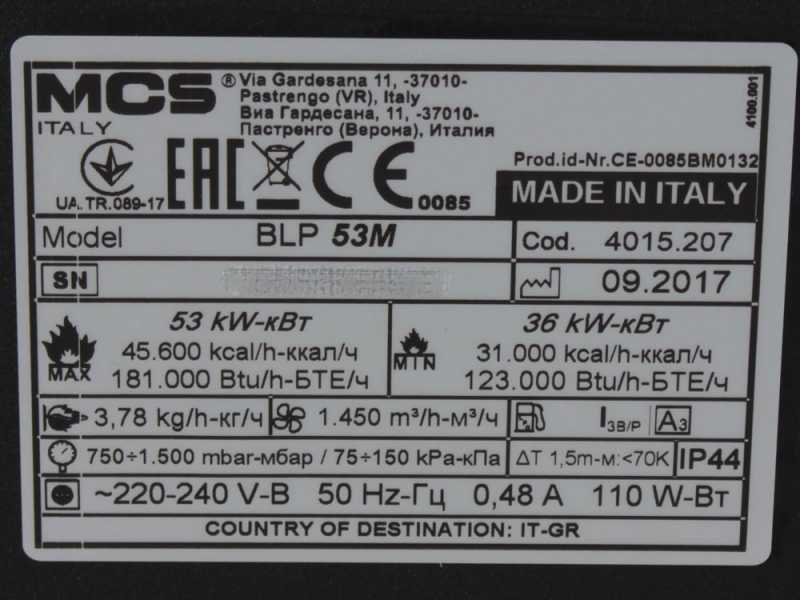 MCS ® Via Gardesana 11, -37010-
Pastrengo (VR), Italy
ITALY Виа Гардесана, 11, -37010-
Пастренго (Верона), Италия
4100.001
UA.TR.089-17 EAC CE 0085
Prod.id-Nr.CE-0085BM0132
MADE IN ITALY
Model BLP 53M Cod. 4015.207
SN 09.2017
53 kW-кВт
45.600 kcal/h-ккал/ч
MAX 181.000 Btu/h-БТЕ/ч
36 kW-кВт
31.000 kcal/h-ккал/ч
MIN 123.000 Btu/h-БТЕ/ч
3,78 kg/h-кг/ч 1.450 m³/h-м³/ч I3B/P A3
750÷1.500 mbar-мбар / 75÷150 kPa-кПа ΔT 1,5m-м:<70K IP44
~220-240 V-В 50 Hz-Гц 0,48 A 110 W-Вт
COUNTRY OF DESTINATION: IT-GR